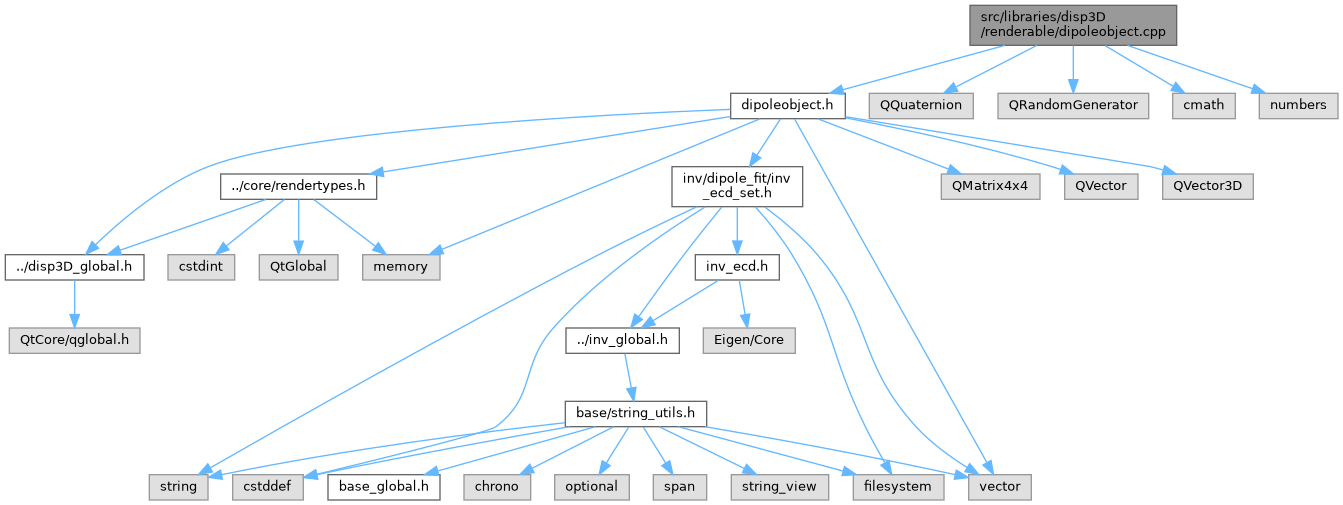 src/libraries/disp3D
/renderable/dipoleobject.cpp
dipoleobject.h
QQuaternion
QRandomGenerator
cmath
numbers
../core/rendertypes.h
inv/dipole_fit/inv
_ecd_set.h
QMatrix4x4
QVector
QVector3D
../disp3D_global.h
cstdint
QtGlobal
memory
inv_ecd.h
QtCore/qglobal.h
../inv_global.h
Eigen/Core
base/string_utils.h
string
cstddef
base_global.h
chrono
optional
span
string_view
filesystem
vector